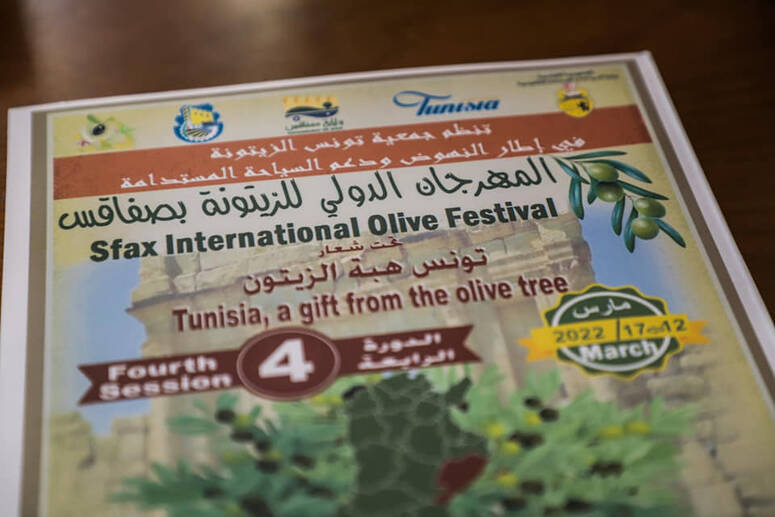 Tunisia
تنظم جمعية تونس الزيتونة
في إطار النهوض ودعم السياحة المستدامة
المهرجان الدولي للزيتونة بصفاقس
Sfax International Olive Festival
تحت شعار
تونس هبة الزيتون
Tunisia, a gift from the olive tree
مارس
2022 / 17 12
March
Fourth
Session
4
الدورة
الرابعة